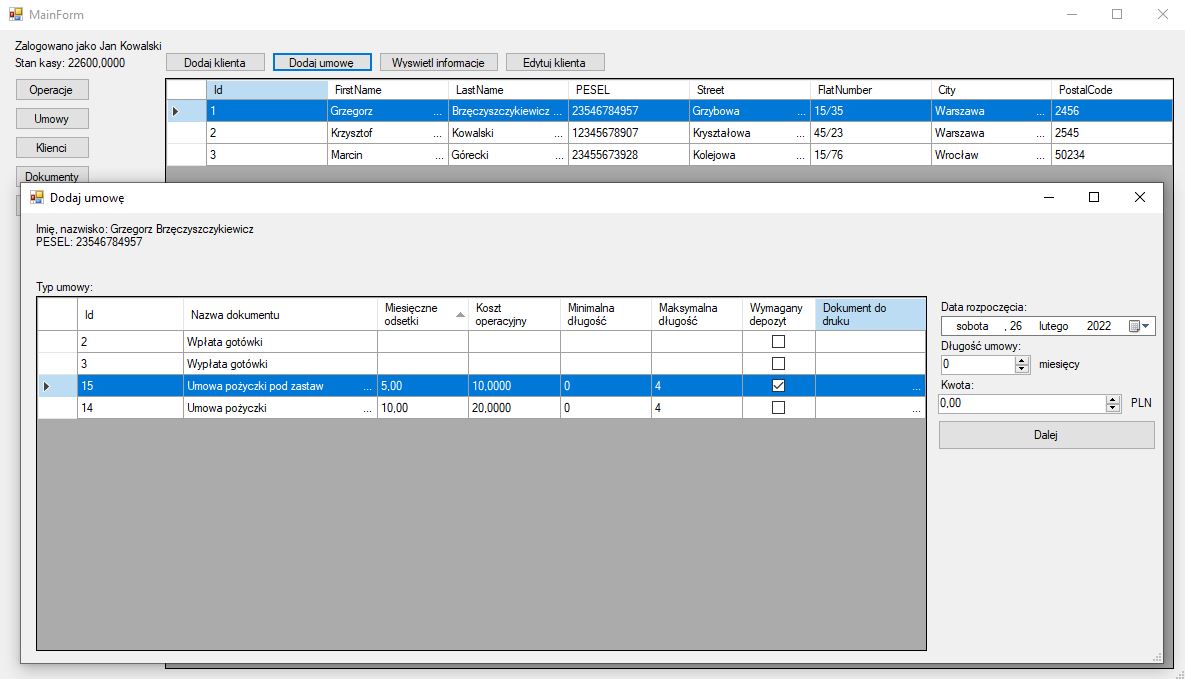 MainForm
Zalogowano jako Jan Kowalski
Stan kasy: 22600,0000
Dodaj klienta Dodaj umowę Wyswietl informacje Edytuj klienta
Operacje
Umowy
Klienci
Dokumenty
Id FirstName LastName PESEL Street FlatNumber City PostalCode
1 Grzegorz ... Brzęczyszczykiewicz ... 23546784957 Grzybowa ... 15/35 Warszawa ... 2456
2 Krzysztof ... Kowalski ... 12345678907 Kryształowa ... 45/23 Warszawa ... 2545
3 Marcin ... Górecki ... 23455673928 Kolejowa ... 15/76 Wrocław ... 50234
Dodaj umowę
Imię, nazwisko: Grzegorz Brzęczyszczykiewicz
PESEL: 23546784957
Typ umowy:
Id Nazwa dokumentu Miesięczne odsetki Koszt operacyjny Minimalna długość Maksymalna długość Wymagany depozyt Dokument do druku
2 Wpłata gotówki
3 Wypłata gotówki
15 Umowa pożyczki pod zastaw ... 5,00 10,0000 0 4 ...
14 Umowa pożyczki ... 10,00 20,0000 0 4 ...
Data rozpoczęcia:
sobota , 26 lutego 2022
Długość umowy:
0 miesięcy
Kwota:
0,00 PLN
Dalej